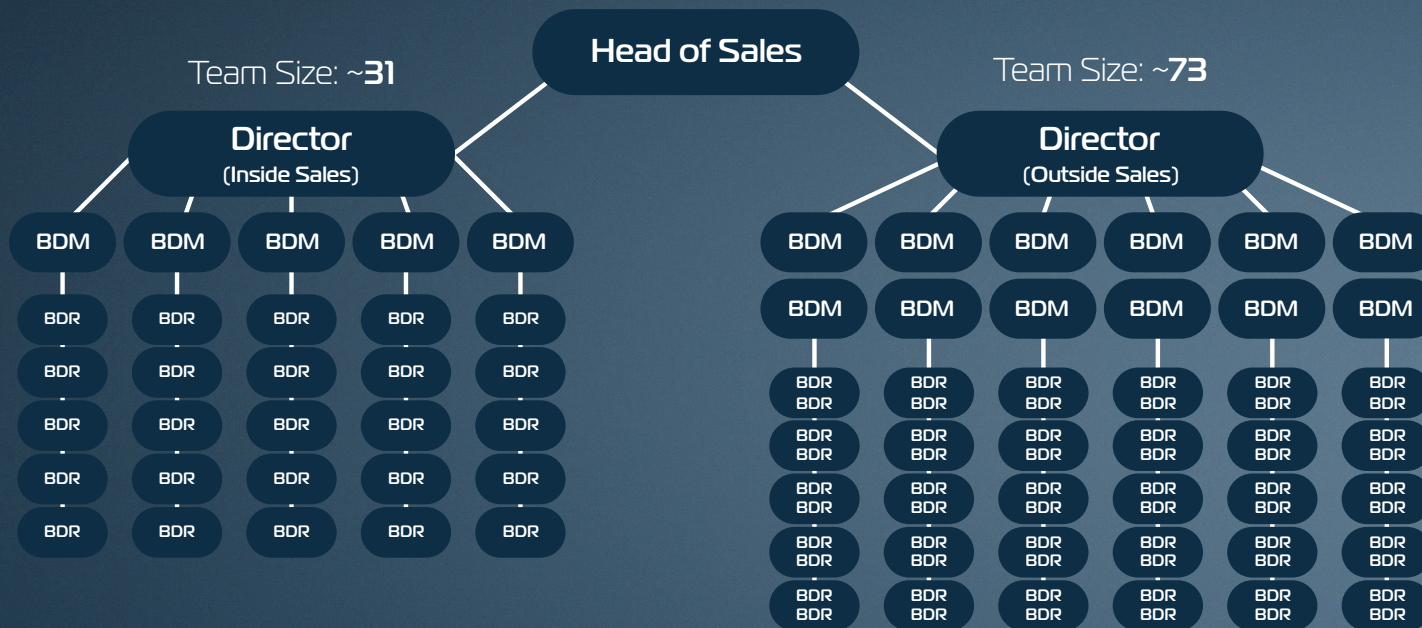 Head of Sales
Team Size: ~31
Team Size: ~73
Director
(Inside Sales)
Director
(Outside Sales)
BDM BDM BDM BDM BDM
BDR BDR BDR BDR BDR
BDR BDR BDR BDR BDR
BDR BDR BDR BDR BDR
BDR BDR BDR BDR BDR
BDR BDR BDR BDR BDR
BDM BDM BDM BDM BDM BDM
BDM BDM BDM BDM BDM BDM
BDR BDR BDR BDR BDR BDR
BDR BDR BDR BDR BDR BDR
BDR BDR BDR BDR BDR BDR
BDR BDR BDR BDR BDR BDR
BDR BDR BDR BDR BDR BDR
BDR BDR BDR BDR BDR BDR
BDR BDR BDR BDR BDR BDR
BDR BDR BDR BDR BDR BDR
BDR BDR BDR BDR BDR BDR
BDR BDR BDR BDR BDR BDR